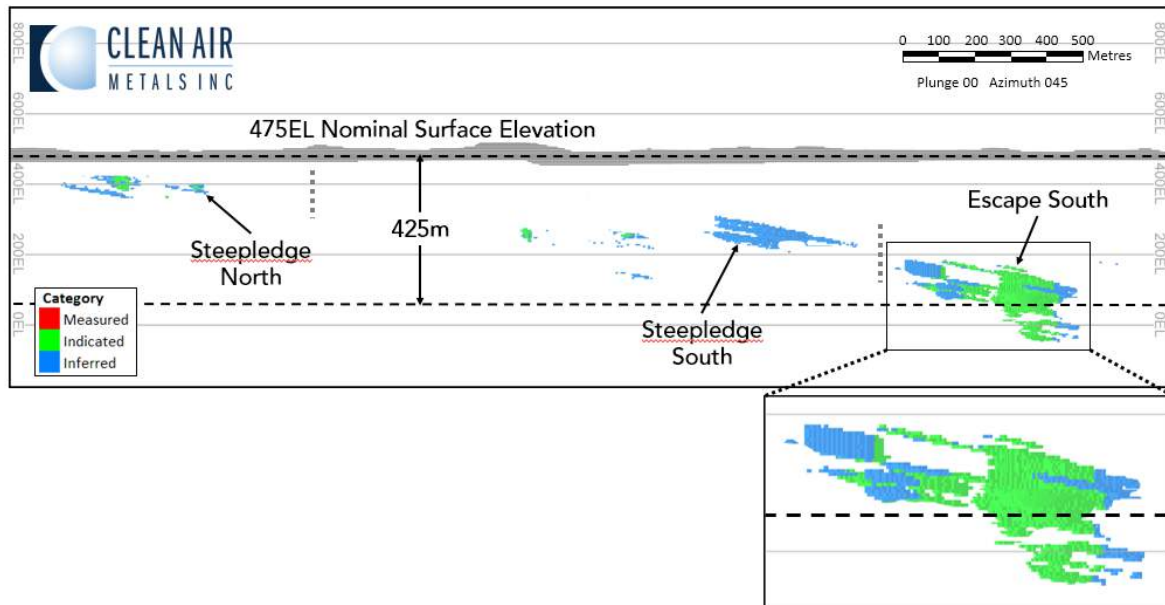 CLEAN AIR
METALS INC
800EL
600EL
400EL
200EL
0EL
0 100 200 300 400 500
Metres
Plunge 00 Azimuth 045
800EL
600EL
400EL
200EL
0EL
475EL Nominal Surface Elevation
425m
Steepledge
North
Steepledge
South
Escape South
Category
Measured
Indicated
Inferred